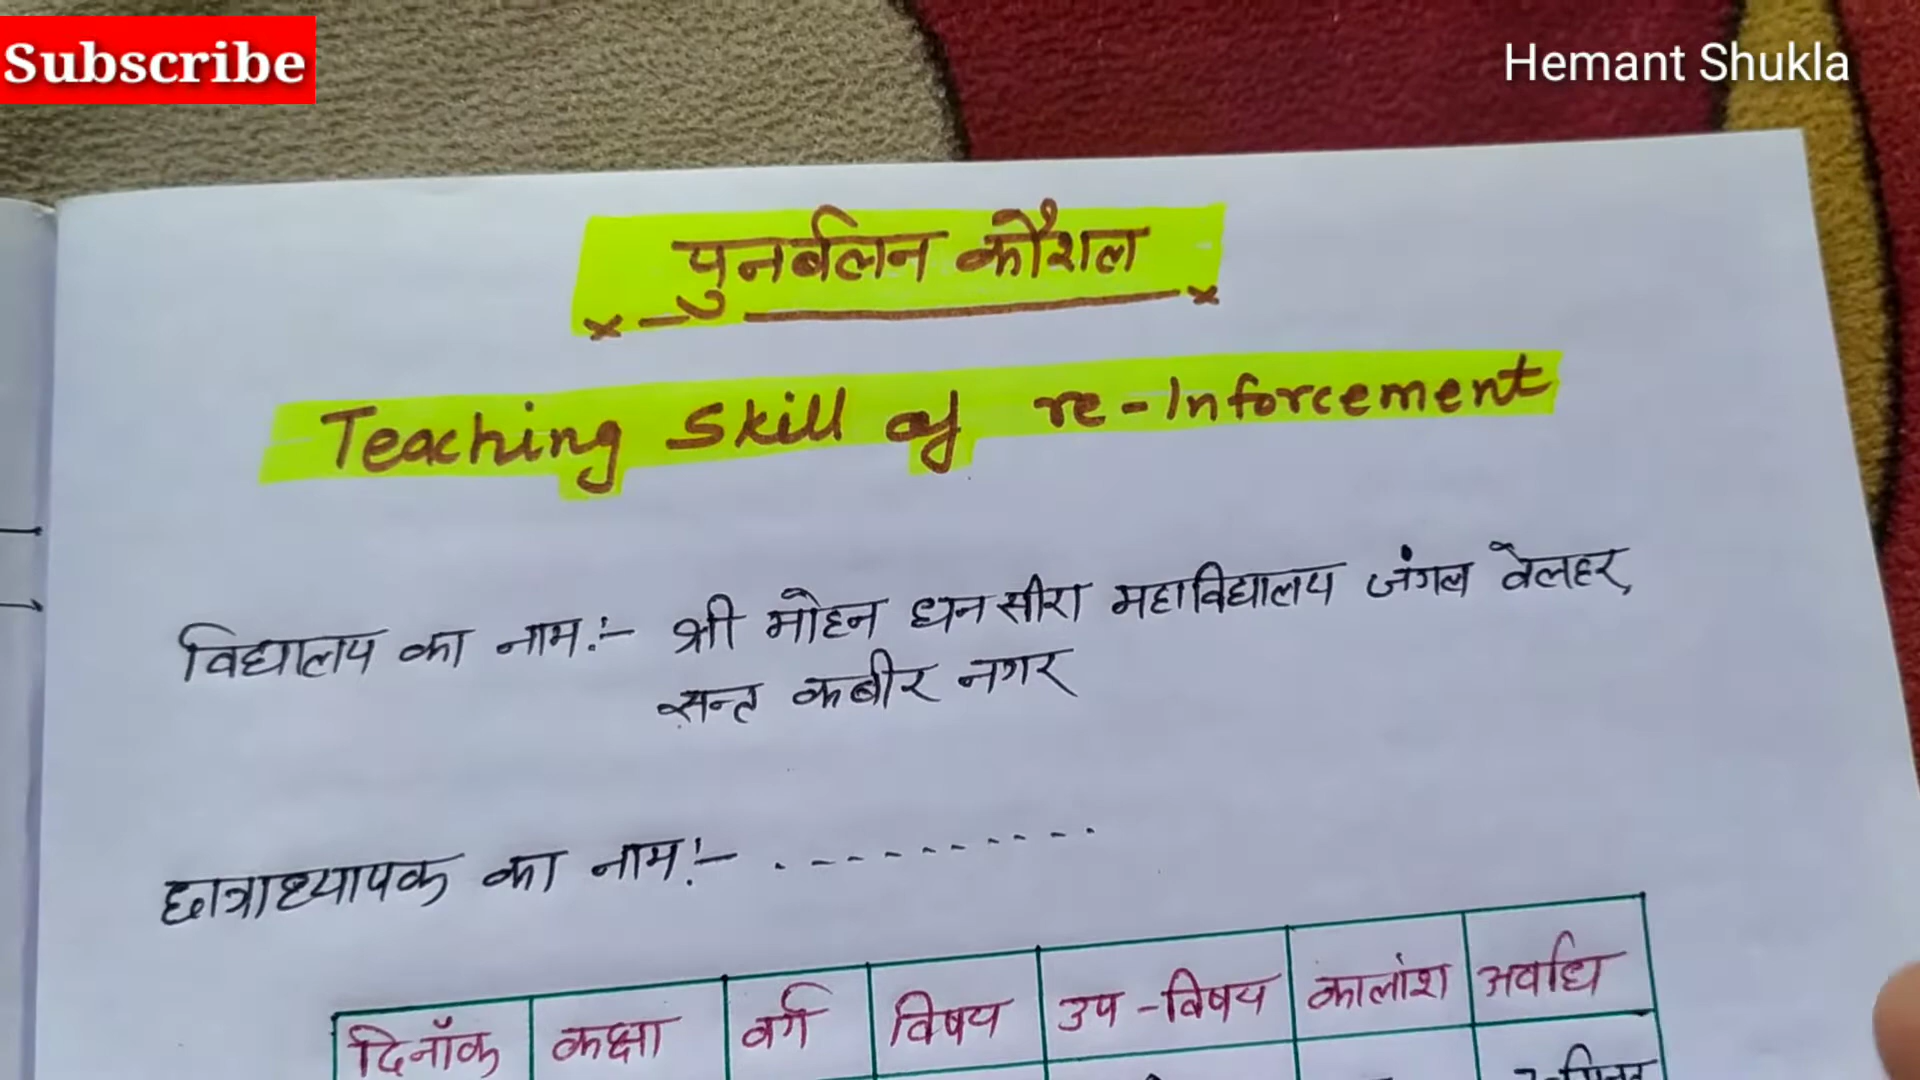 Subscribe
Hemant Shukla
पुनर्बलन कौशल
Teaching Skill of re-Inforcement
विद्यालय का नाम:- श्री मोहन धनसीरा महाविद्यालय जंगल वेलहर,
सन्त कबीर नगर
छात्राध्यापक का नाम:- ..........
दिनाँक कक्षा वर्ग विषय उप-विषय कालांश अवधि